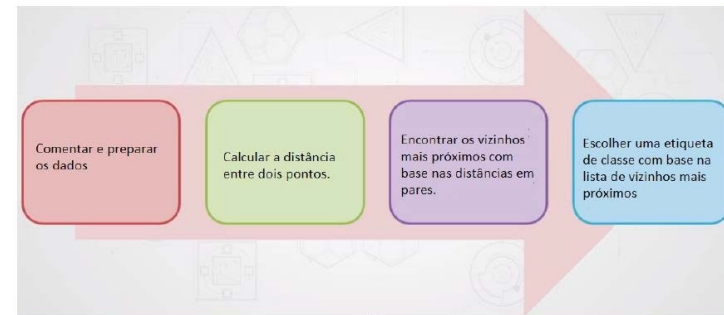 Comentar e preparar
os dados
Calcular a distância
entre dois pontos.
Encontrar os vizinhos
mais próximos com
base nas distâncias em
pares.
Escolher uma etiqueta
de classe com base na
lista de vizinhos mais
próximos